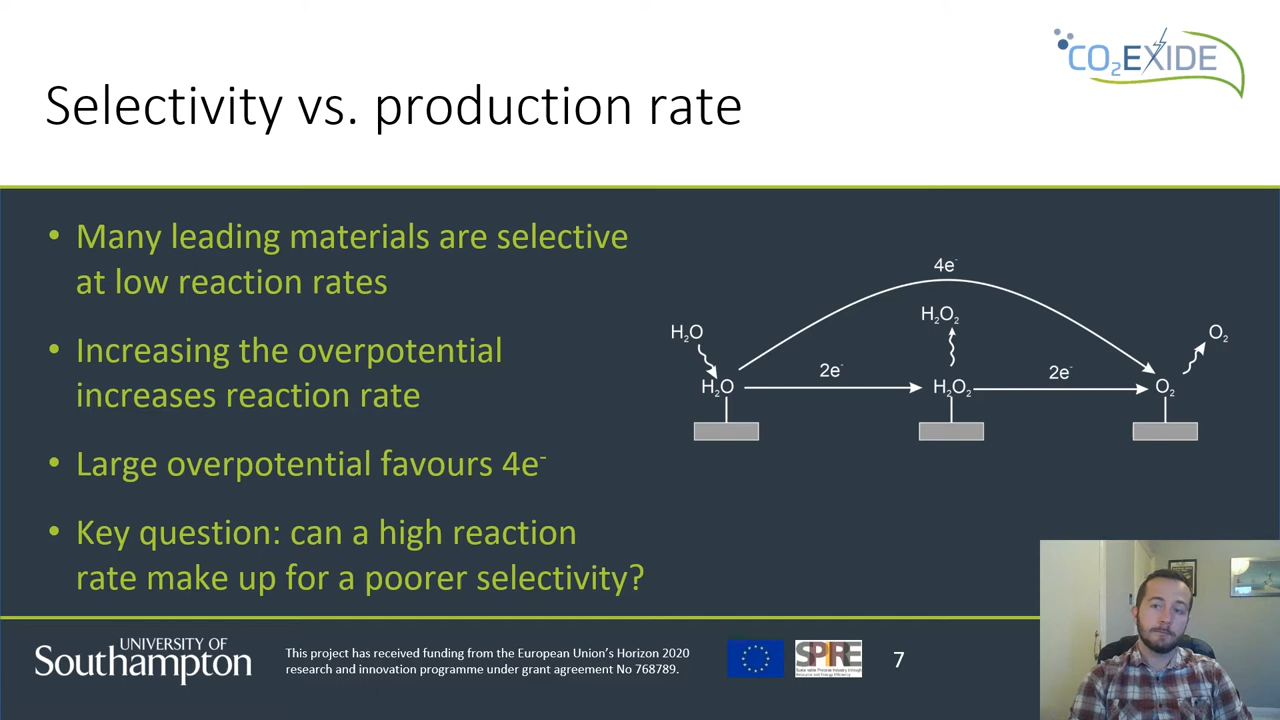 CO₂EXIDE
Selectivity vs. production rate
• Many leading materials are selective
at low reaction rates
• Increasing the overpotential
increases reaction rate
• Large overpotential favours 4e⁻
• Key question: can a high reaction
rate make up for a poorer selectivity?
4e⁻
H₂O₂
H₂O
O₂
2e⁻
2e⁻
H₂O
H₂O₂
O₂
UNIVERSITY OF
Southampton
This project has received funding from the European Union's Horizon 2020
research and innovation programme under grant agreement No 768789.
SPIRE
7